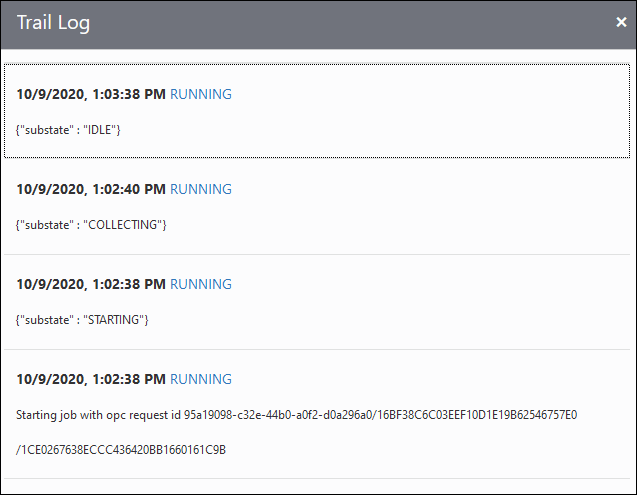 Trail Log ×
10/9/2020, 1:03:38 PM RUNNING
{"substate" : "IDLE"}
10/9/2020, 1:02:40 PM RUNNING
{"substate" : "COLLECTING"}
10/9/2020, 1:02:38 PM RUNNING
{"substate" : "STARTING"}
10/9/2020, 1:02:38 PM RUNNING
Starting job with opc request id 95a19098-c32e-44b0-a0f2-d0a296a0/16BF38C6C03EEF10D1E19B62546757E0
/1CE0267638ECCC436420BB1660161C9B